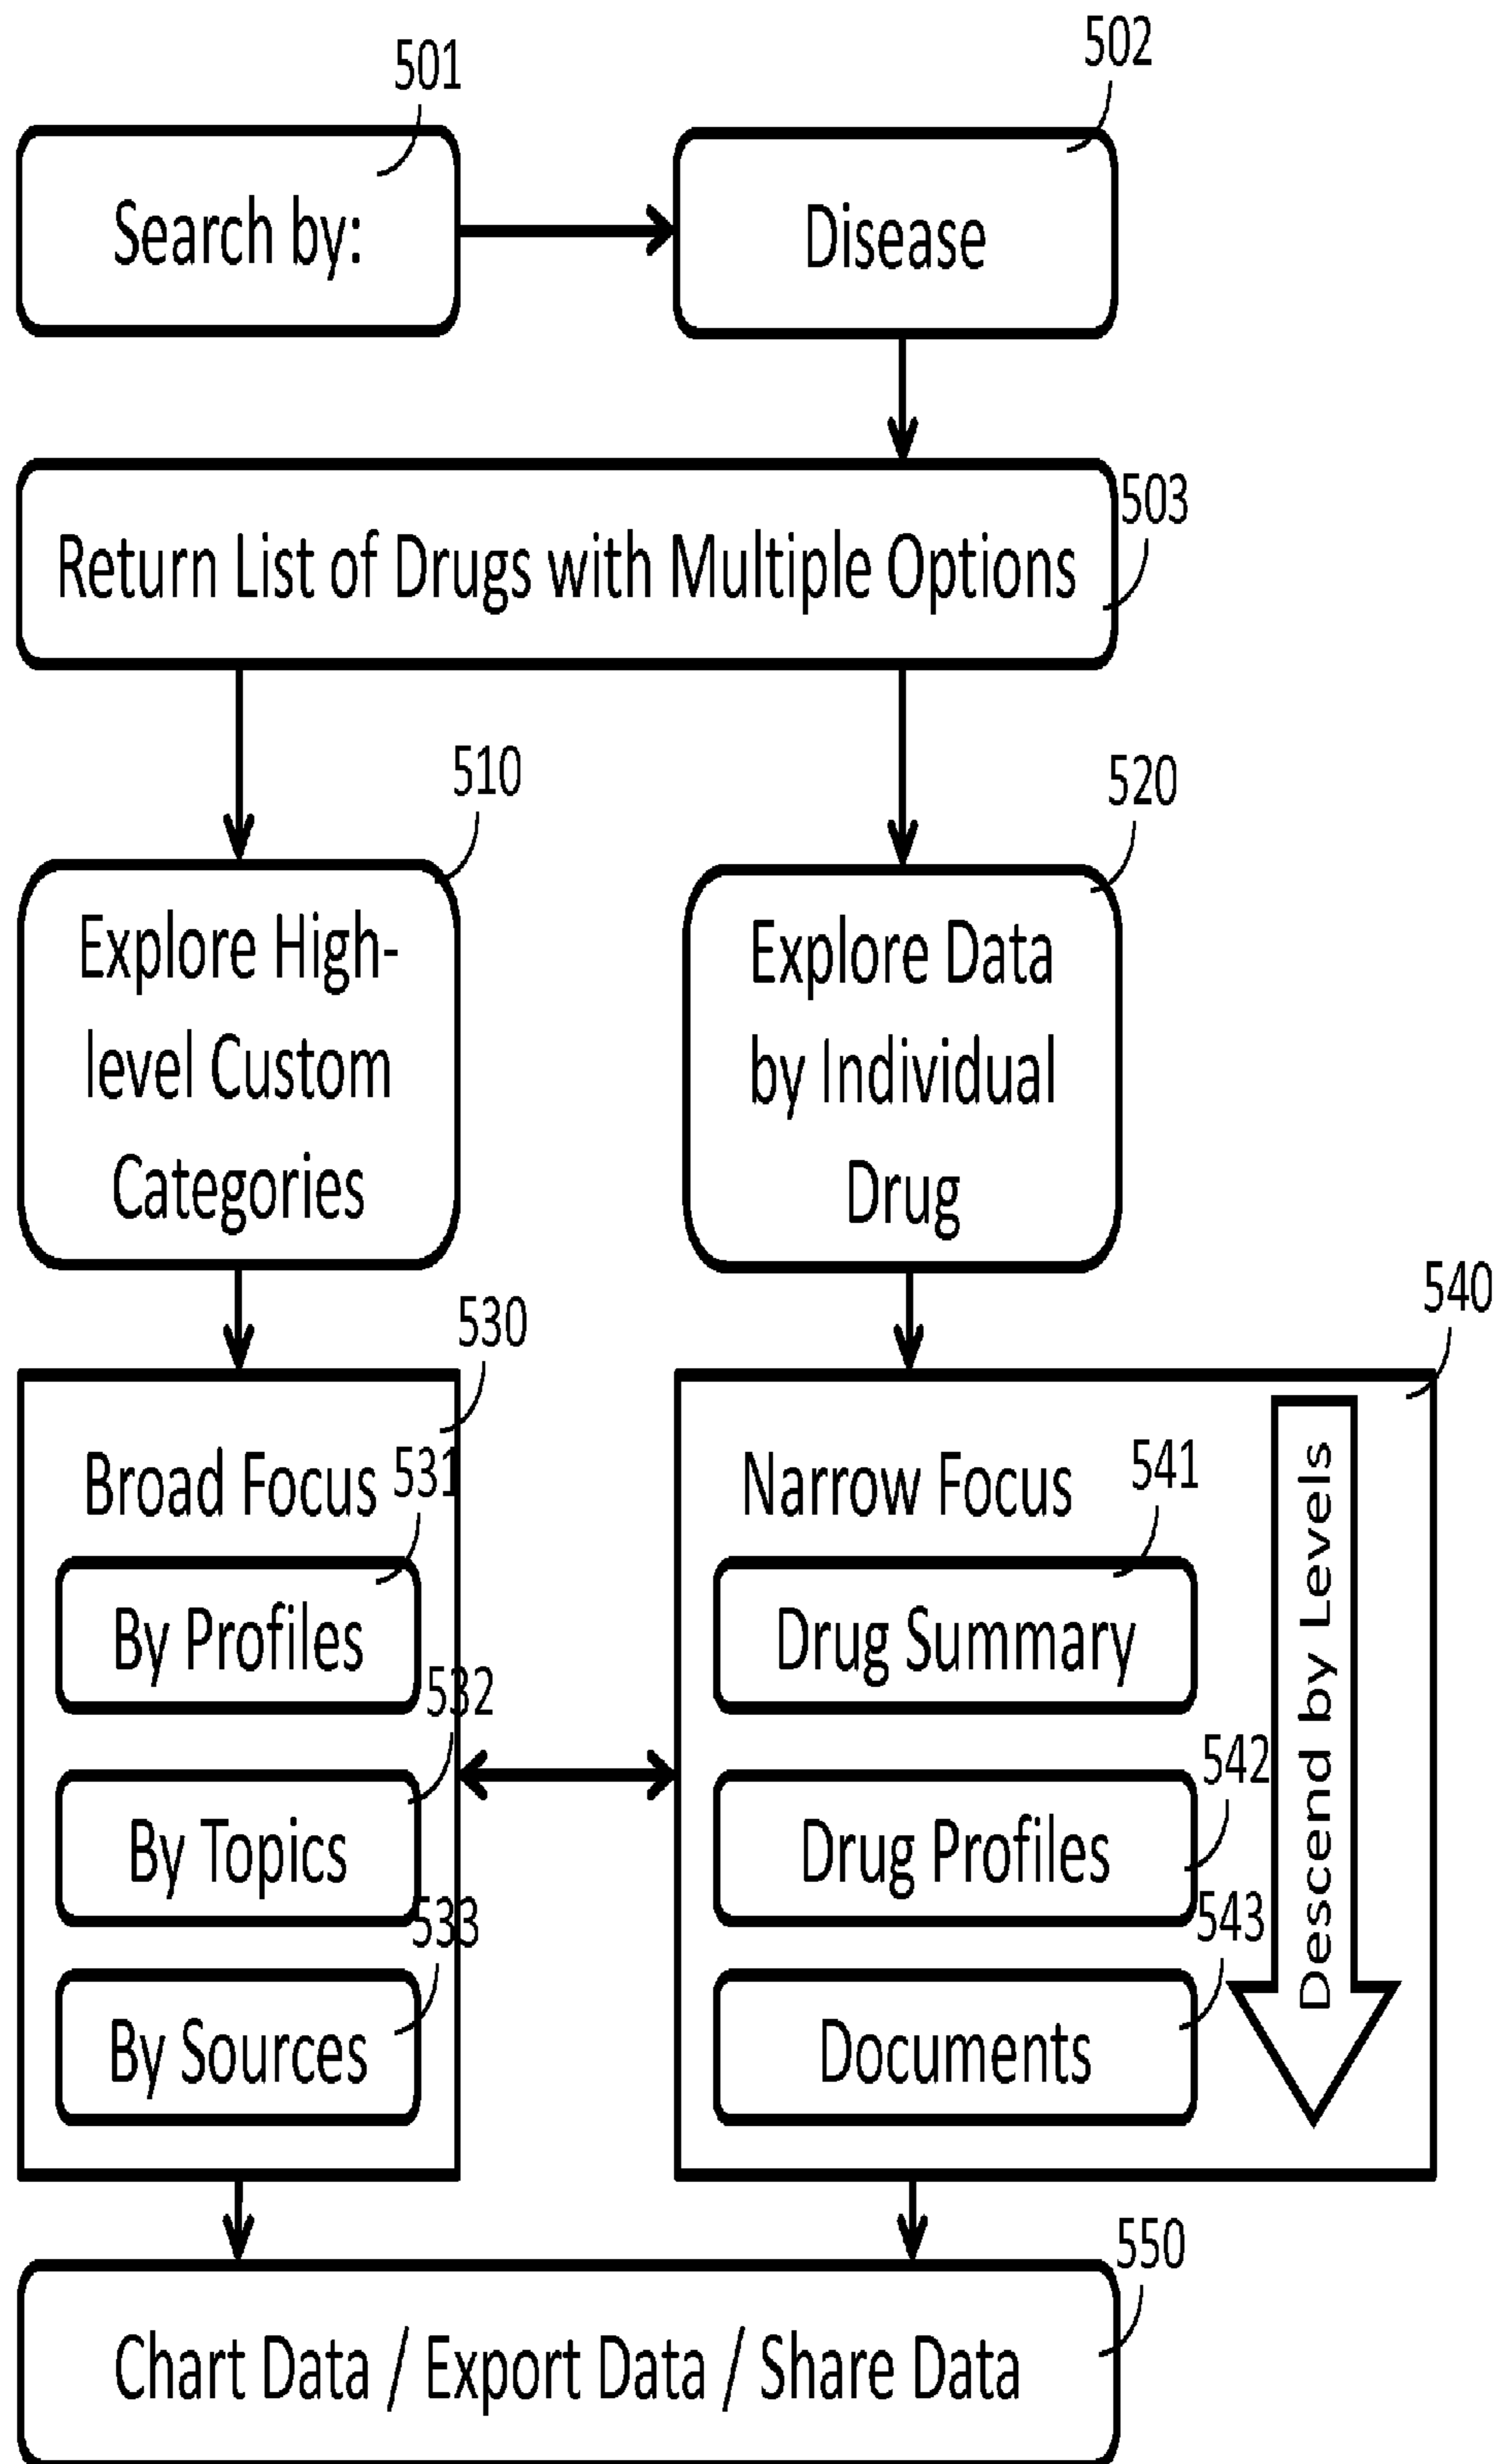 501
502
Search by:
Disease
503
Return List of Drugs with Multiple Options
510
520
Explore High-
level Custom
Categories
Explore Data
by Individual
Drug
530
540
Broad Focus
531
By Profiles
532
By Topics
533
By Sources
Narrow Focus
541
Drug Summary
542
Drug Profiles
543
Documents
Descend by Levels
550
Chart Data / Export Data / Share Data